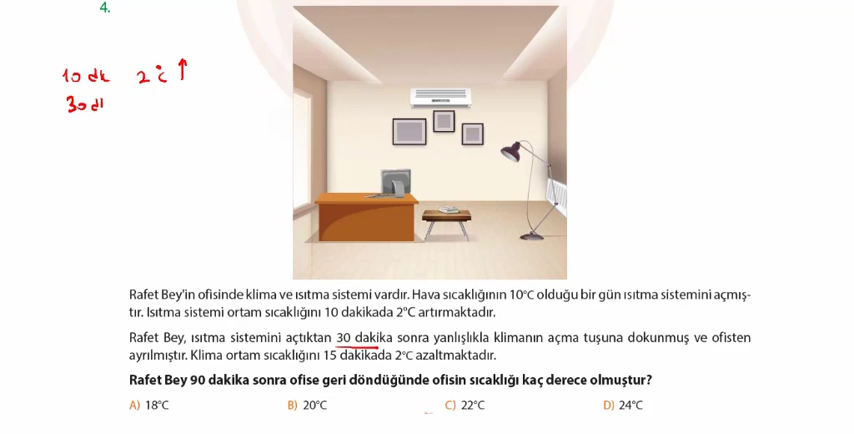 4.
10 dk 2°C ↑
30 d
Rafet Bey'in ofisinde klima ve ısıtma sistemi vardır. Hava sıcaklığının 10°C olduğu bir gün ısıtma sistemini açmış-
tır. Isıtma sistemi ortam sıcaklığını 10 dakikada 2°C artırmaktadır.
Rafet Bey, ısıtma sistemini açtıktan 30 dakika sonra yanlışlıkla klimanın açma tuşuna dokunmuş ve ofisten
ayrılmıştır. Klima ortam sıcaklığını 15 dakikada 2°C azaltmaktadır.
Rafet Bey 90 dakika sonra ofise geri döndüğünde ofisin sıcaklığı kaç derece olmuştur?
A) 18°C B) 20°C C) 22°C D) 24°C